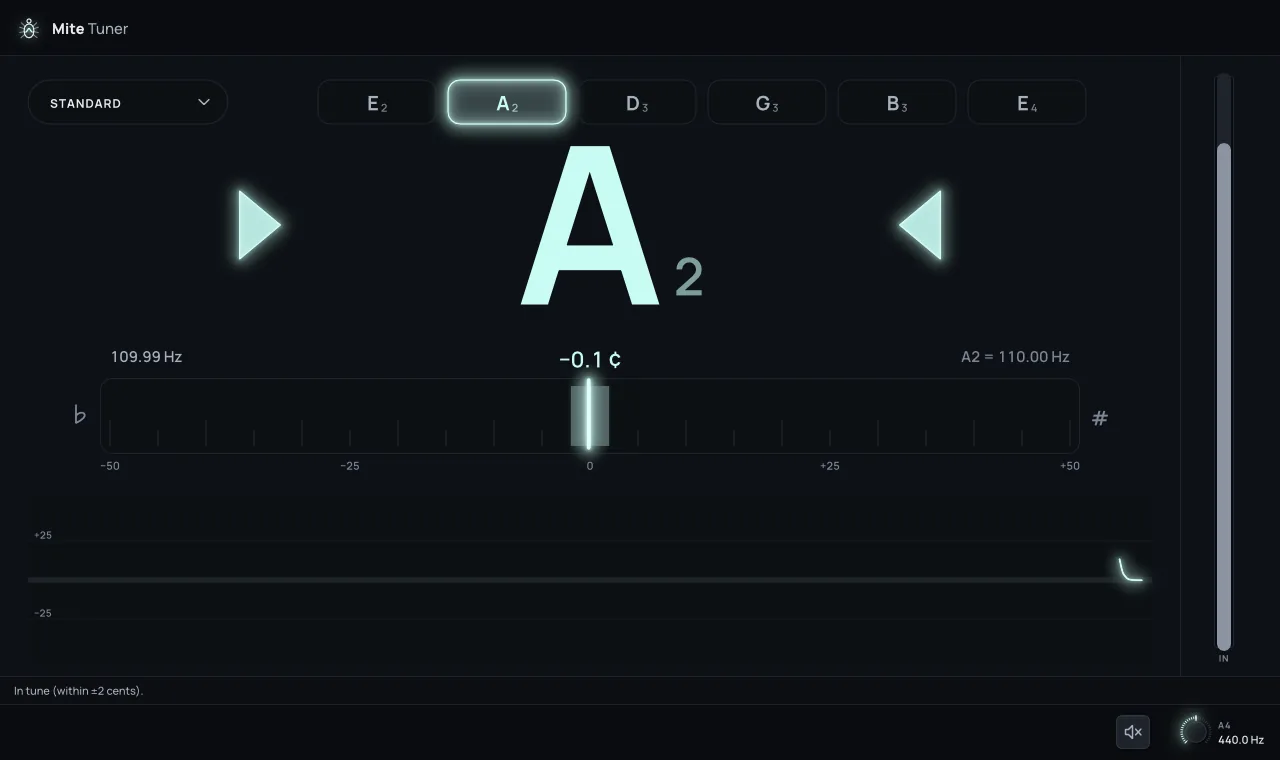 Mite Tuner
STANDARD
E2 A2 D3 G3 B3 E4
A2
109.99 Hz −0.1 ¢ A2 = 110.00 Hz
♭ #
−50 −25 0 +25 +50
+25
−25
IN
In tune (within ±2 cents).
A4
440.0 Hz